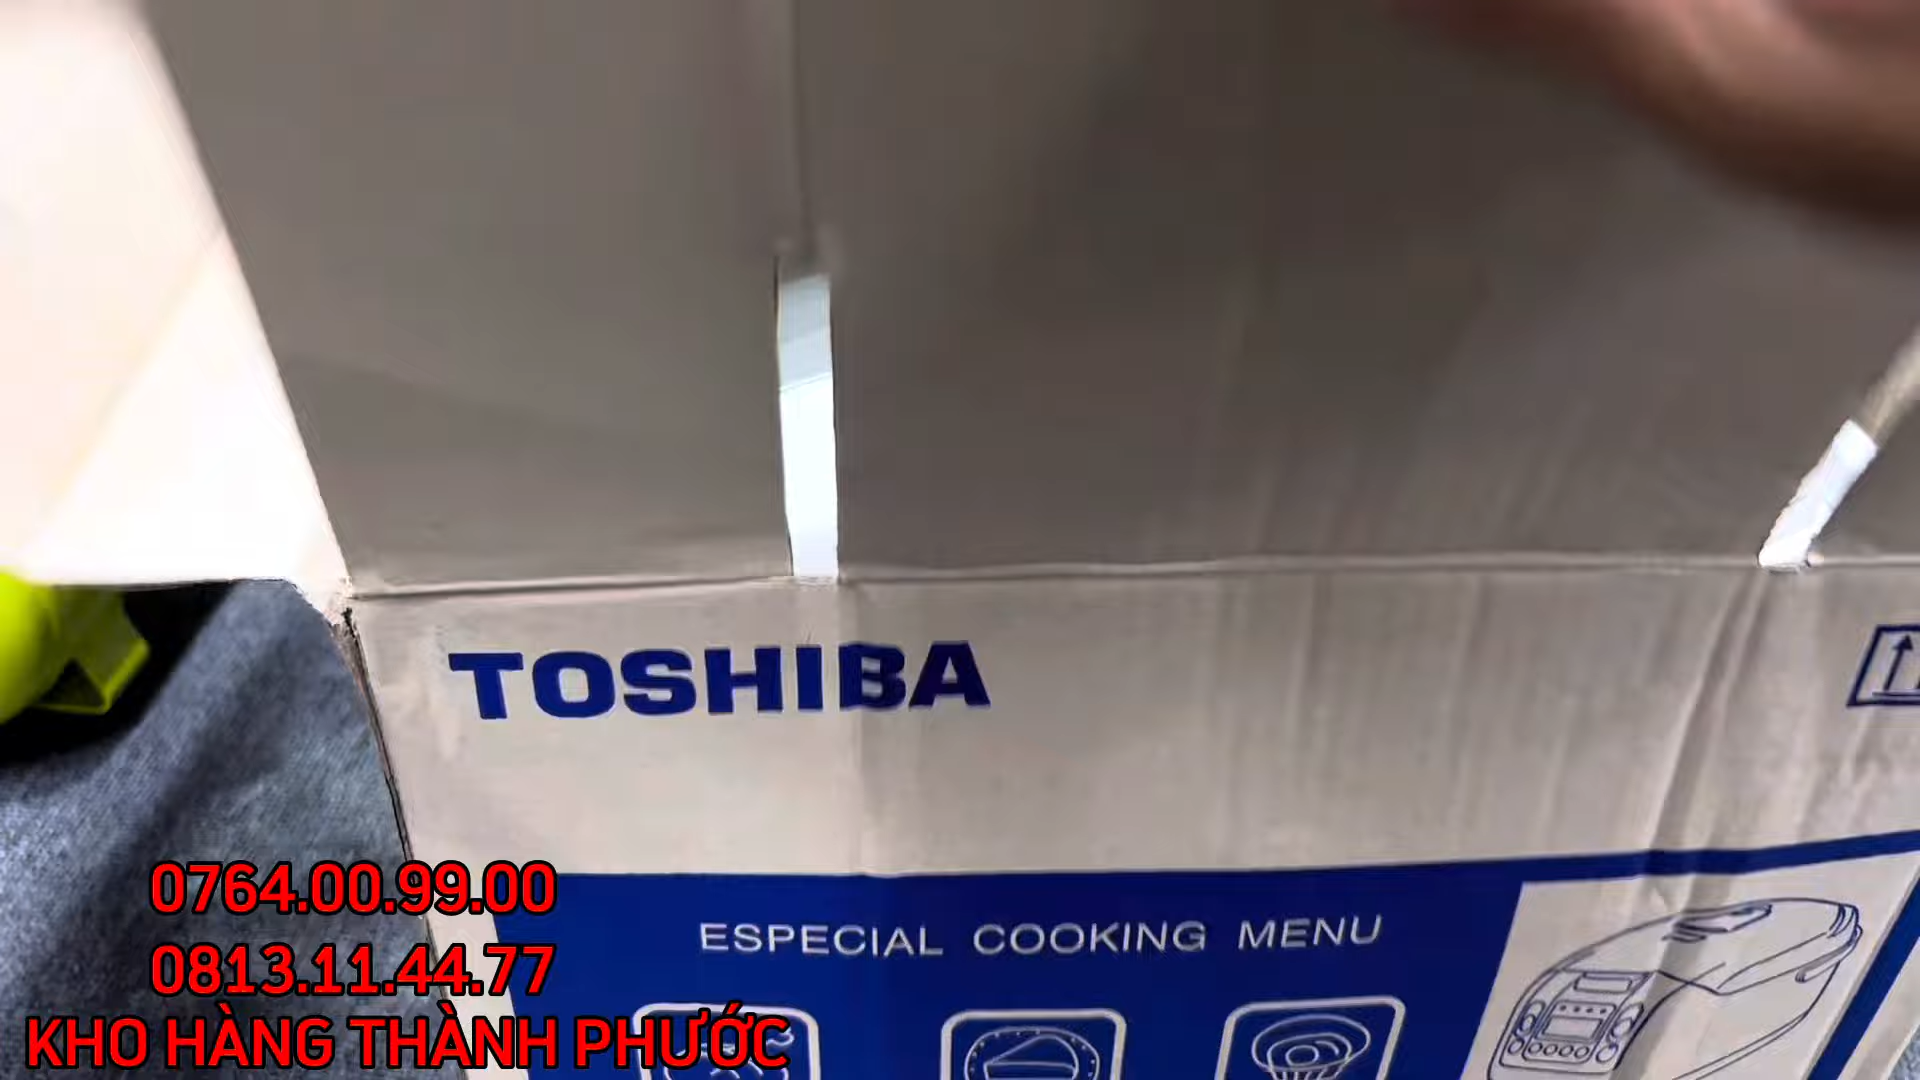 TOSHIBA
ESPECIAL COOKING MENU
0764.00.99.00
0813.11.44.77
KHO HÀNG THÀNH PHƯỚC